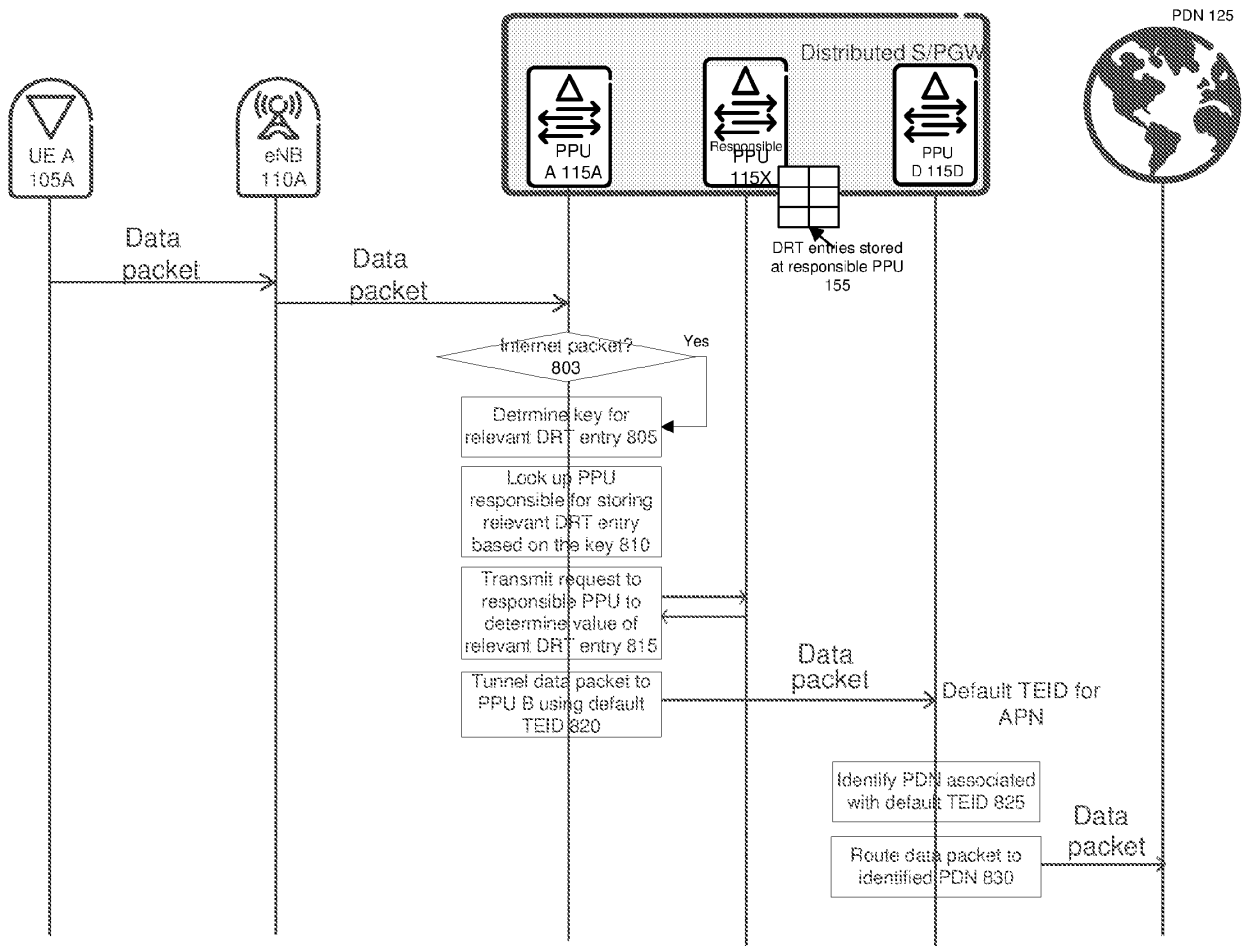 PDN 125
Distributed S/PGW
UE A
105A
eNB
110A
PPU
A 115A
Responsible
PPU
115X
PPU
D 115D
DRT entries stored
at responsible PPU
155
Data
packet
Data
packet
Internet packet?
803
Yes
Detrmine key for
relevant DRT entry 805
Look up PPU
responsible for storing
relevant DRT entry
based on the key 810
Transmit request to
responsible PPU to
determine value of
relevant DRT entry 815
Tunnel data packet to
PPU B using default
TEID 820
Data
packet
Default TEID for
APN
Identify PDN associated
with default TEID 825
Route data packet to
identified PDN 830
Data
packet